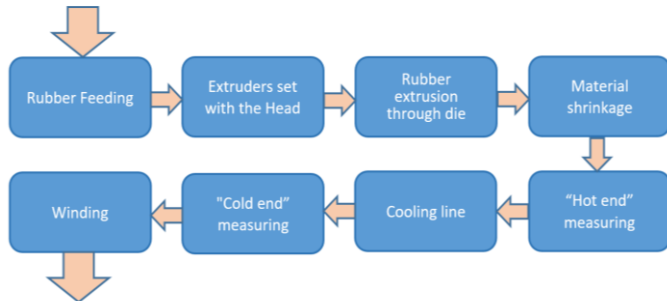 Rubber Feeding
Extruders set
with the Head
Rubber
extrusion
through die
Material
shrinkage
Winding
"Cold end”
measuring
Cooling line
“Hot end”
measuring